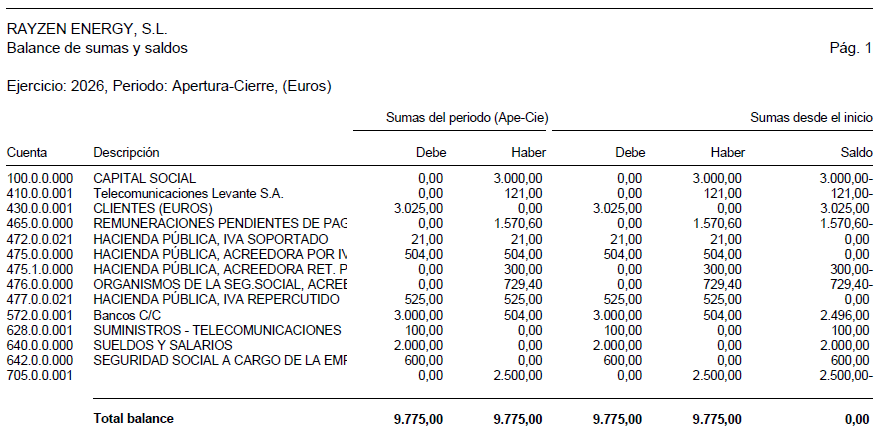 RAYZEN ENERGY, S.L.
Balance de sumas y saldos Pág. 1
Ejercicio: 2026, Periodo: Apertura-Cierre, (Euros)
Sumas del periodo (Ape-Cie) Sumas desde el inicio
Cuenta Descripción Debe Haber Debe Haber Saldo
100.0.0.000 CAPITAL SOCIAL 0,00 3.000,00 0,00 3.000,00 3.000,00-
410.0.0.001 Telecomunicaciones Levante S.A. 0,00 121,00 0,00 121,00 121,00-
430.0.0.001 CLIENTES (EUROS) 3.025,00 0,00 3.025,00 0,00 3.025,00
465.0.0.000 REMUNERACIONES PENDIENTES DE PAG 0,00 1.570,60 0,00 1.570,60 1.570,60-
472.0.0.021 HACIENDA PÚBLICA, IVA SOPORTADO 21,00 21,00 21,00 21,00 0,00
475.0.0.000 HACIENDA PÚBLICA, ACREEDORA POR IV 504,00 504,00 504,00 504,00 0,00
475.1.0.000 HACIENDA PÚBLICA, ACREEDORA RET. P 0,00 300,00 0,00 300,00 300,00-
476.0.0.000 ORGANISMOS DE LA SEG.SOCIAL, ACREE 0,00 729,40 0,00 729,40 729,40-
477.0.0.021 HACIENDA PÚBLICA, IVA REPERCUTIDO 525,00 525,00 525,00 525,00 0,00
572.0.0.001 Bancos C/C 3.000,00 504,00 3.000,00 504,00 2.496,00
628.0.0.001 SUMINISTROS - TELECOMUNICACIONES 100,00 0,00 100,00 0,00 100,00
640.0.0.000 SUELDOS Y SALARIOS 2.000,00 0,00 2.000,00 0,00 2.000,00
642.0.0.000 SEGURIDAD SOCIAL A CARGO DE LA EMF 600,00 0,00 600,00 0,00 600,00
705.0.0.001 0,00 2.500,00 0,00 2.500,00 2.500,00-
Total balance 9.775,00 9.775,00 9.775,00 9.775,00 0,00